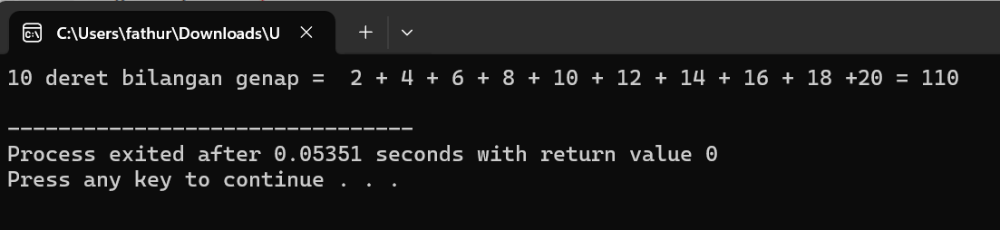 C:\Users\fathur\Downloads\U
10 deret bilangan genap =  2 + 4 + 6 + 8 + 10 + 12 + 14 + 16 + 18 +20 = 110
--------------------------------
Process exited after 0.05351 seconds with return value 0
Press any key to continue . . .